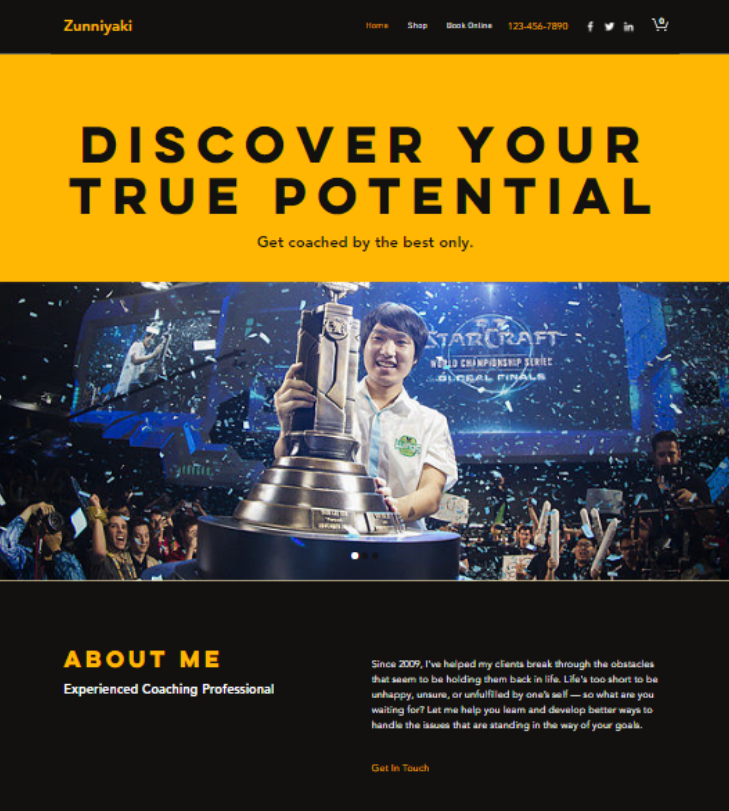 Zunniyaki
Home Shop Book Online 123-456-7890
0
DISCOVER YOUR
TRUE POTENTIAL
Get coached by the best only.
STARCRAFT
WORLD CHAMPIONSHIP SERIES
GLOBAL FINALS
ABOUT ME
Experienced Coaching Professional
Since 2009, I've helped my clients break through the obstacles
that seem to be holding them back in life. Life's too short to be
unhappy, unsure, or unfulfilled by one's self — so what are you
waiting for? Let me help you learn and develop better ways to
handle the issues that are standing in the way of your goals.
Get In Touch